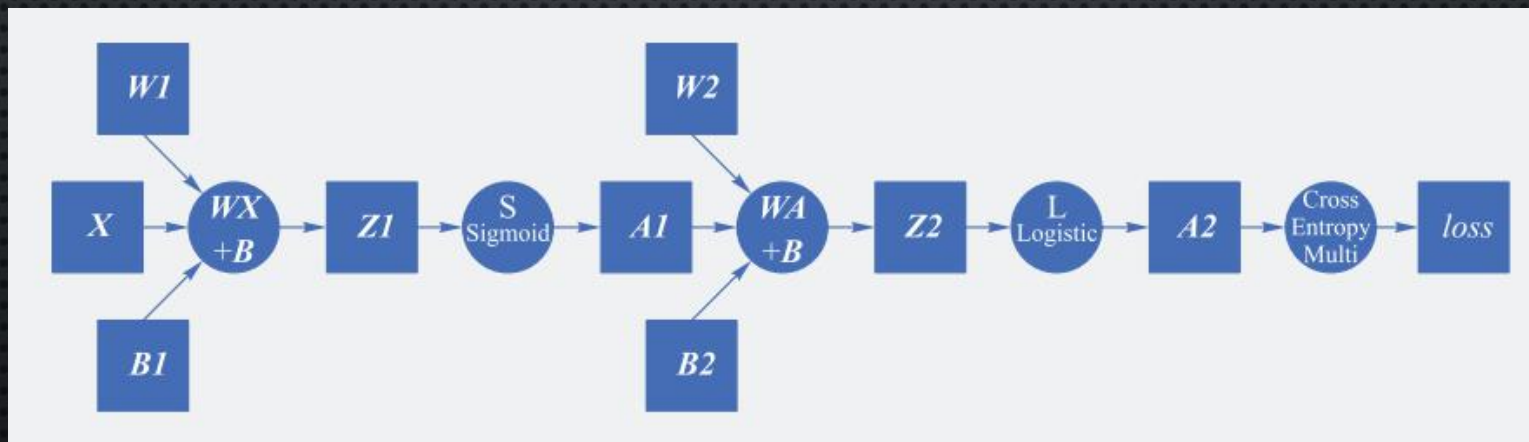 W1
W2
X
WX
+B
Z1
S
Sigmoid
A1
WA
+B
Z2
L
Logistic
A2
Cross
Entropy
Multi
loss
B1
B2